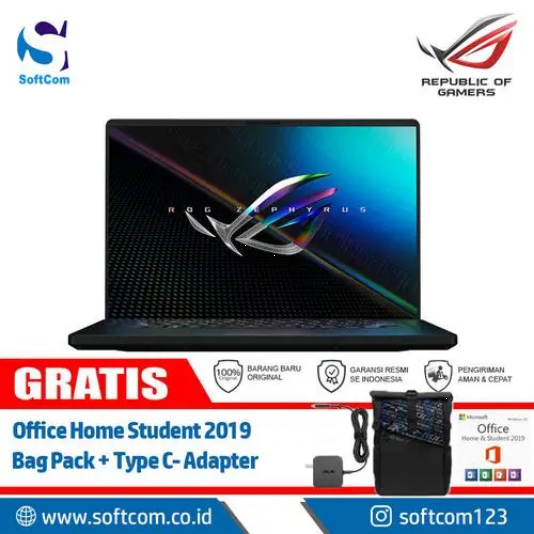 SoftCom
REPUBLIC OF
GAMERS
ROG ZEPHYRUS
GRATIS
100%
Original
BARANG BARU
ORIGINAL
GARANSI RESMI
SE INDONESIA
PENGIRIMAN
AMAN & CEPAT
Office Home Student 2019
Bag Pack + Type C- Adapter
Microsoft
Office
Home & Student 2019
www.softcom.co.id
softcom123